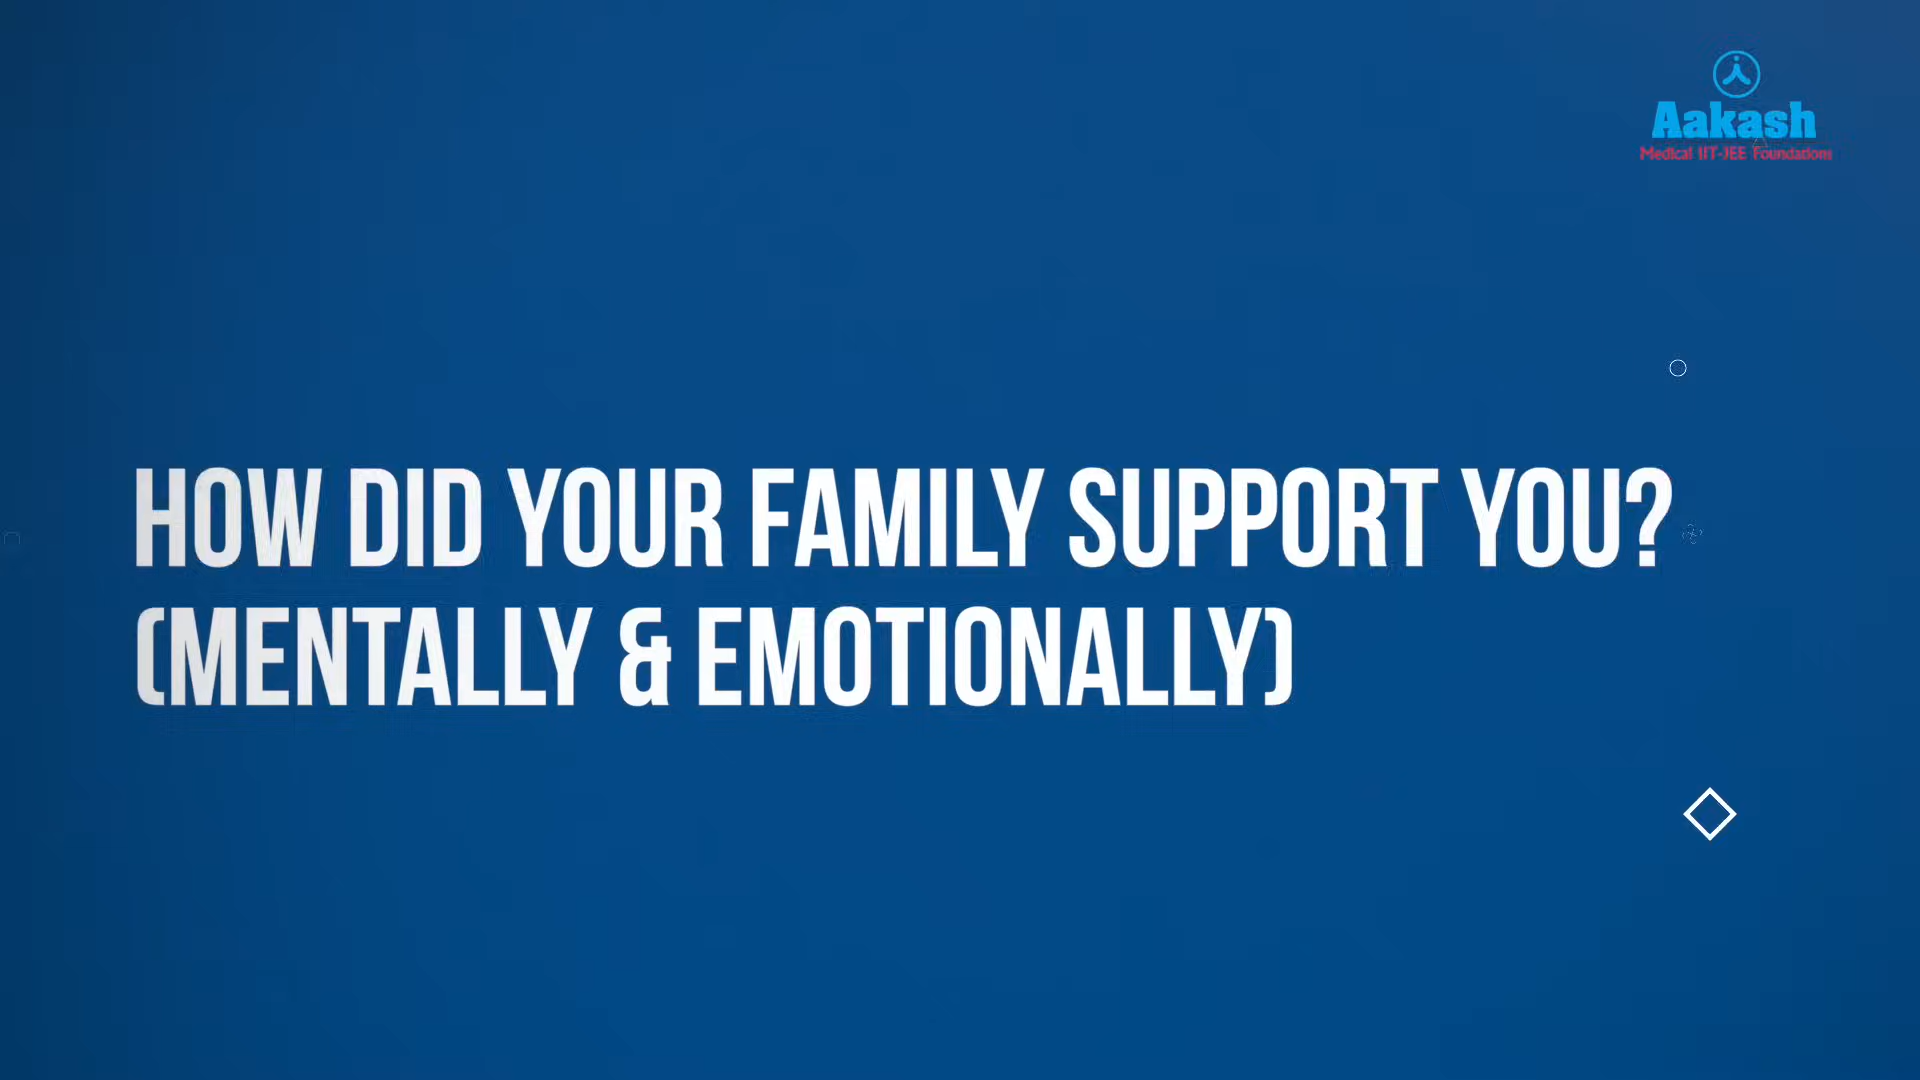 Aakash
Medical IIT-JEE Foundations
HOW DID YOUR FAMILY SUPPORT YOU?
(MENTALLY & EMOTIONALLY)